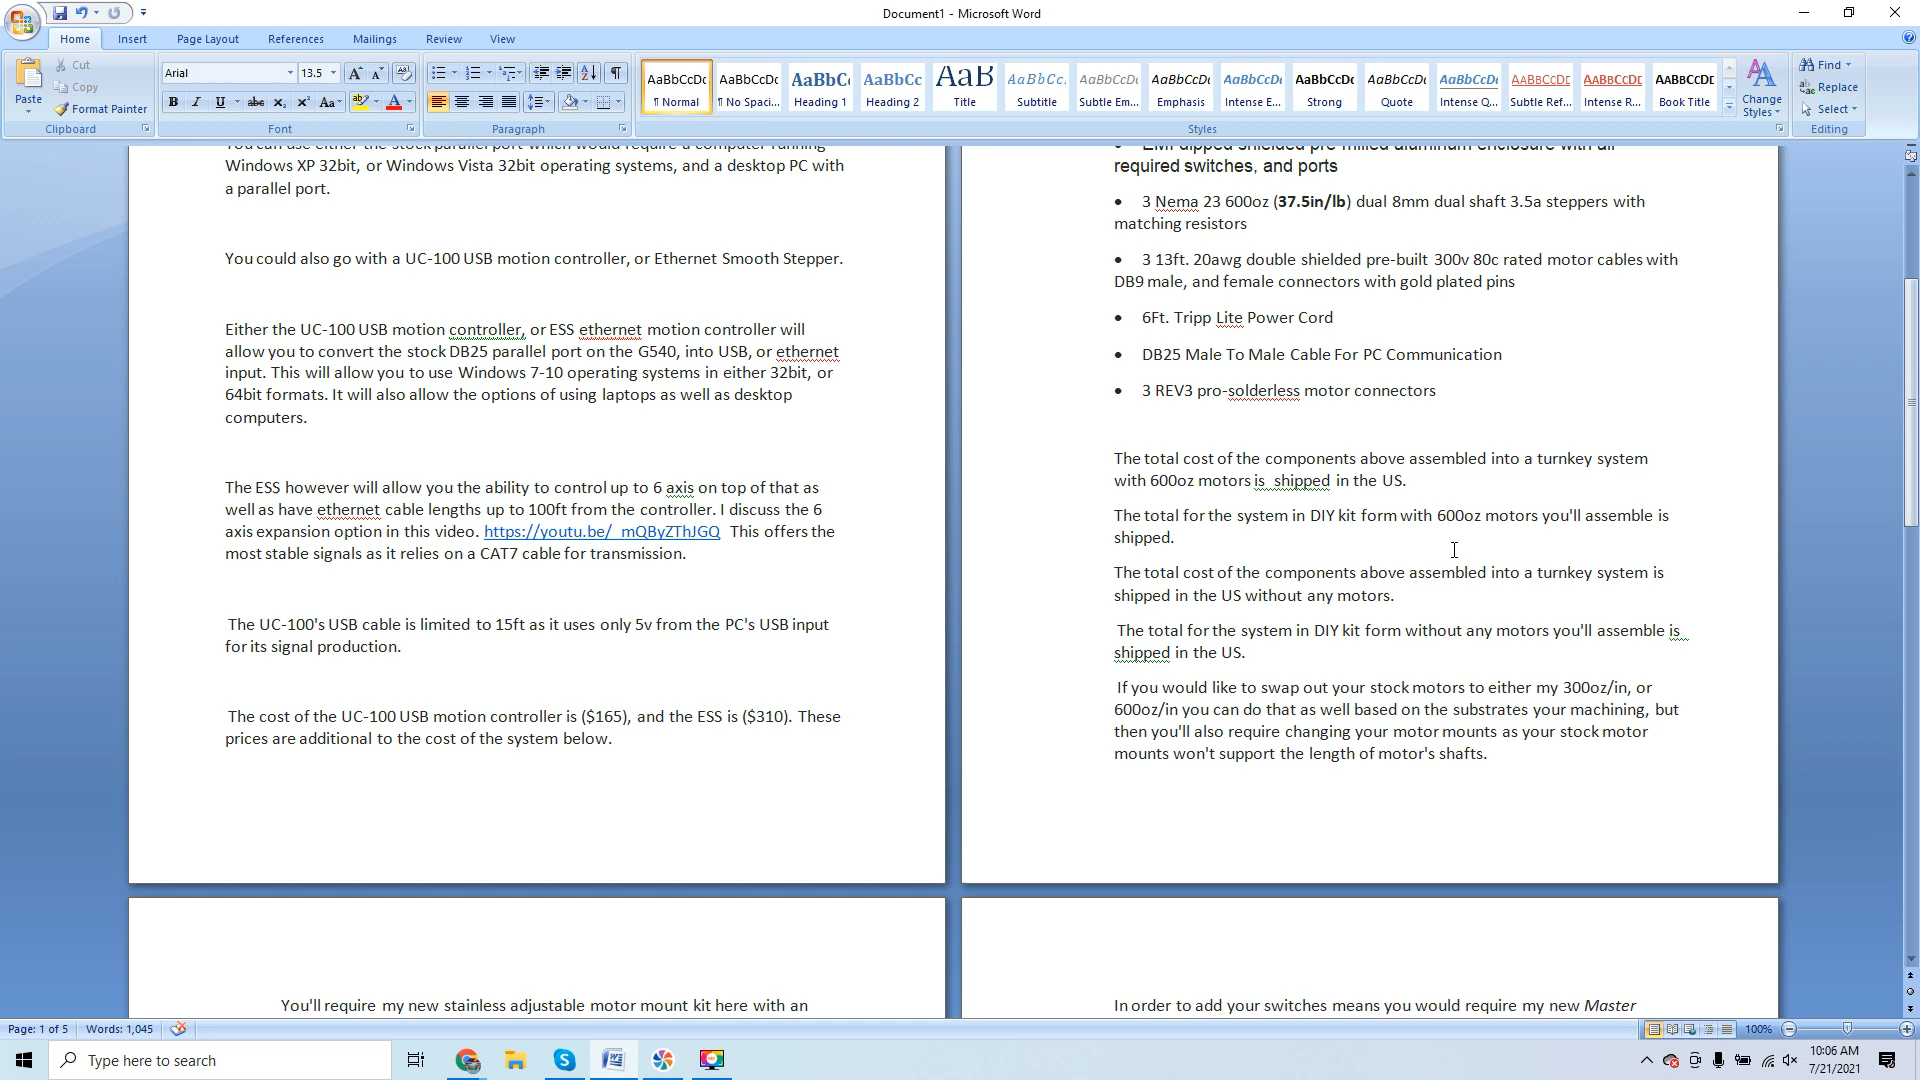 Document1 - Microsoft Word
Home Insert Page Layout References Mailings Review View
Paste
Cut
Copy
Format Painter
Clipboard
Arial 13.5
Font
Paragraph
AaBbCcDc AaBbCcDc AaBbCc AaBbCc AaB AaBbCc. AaBbCcDc AaBbCcDc AaBbCcDc AaBbCcDc AaBbCcDc AaBbCcDc AABBCCDE AABBCCDE AABBCCDE
¶ Normal ¶ No Spaci... Heading 1 Heading 2 Title Subtitle Subtle Em... Emphasis Intense E... Strong Quote Intense Q... Subtle Ref... Intense R... Book Title
Styles
Change Styles
Find
Replace
Select
Editing
You can use either the stock parallel port which would require a computer running
Windows XP 32bit, or Windows Vista 32bit operating systems, and a desktop PC with
a parallel port.
You could also go with a UC-100 USB motion controller, or Ethernet Smooth Stepper.
Either the UC-100 USB motion controller, or ESS ethernet motion controller will
allow you to convert the stock DB25 parallel port on the G540, into USB, or ethernet
input. This will allow you to use Windows 7-10 operating systems in either 32bit, or
64bit formats. It will also allow the options of using laptops as well as desktop
computers.
The ESS however will allow you the ability to control up to 6 axis on top of that as
well as have ethernet cable lengths up to 100ft from the controller. I discuss the 6
axis expansion option in this video. https://youtu.be/_mQByZThJGQ This offers the
most stable signals as it relies on a CAT7 cable for transmission.
The UC-100's USB cable is limited to 15ft as it uses only 5v from the PC's USB input
for its signal production.
The cost of the UC-100 USB motion controller is ($165), and the ESS is ($310). These
prices are additional to the cost of the system below.
• EMI dipped shielded pre-milled aluminum enclosure with all
required switches, and ports
• 3 Nema 23 600oz (37.5in/lb) dual 8mm dual shaft 3.5a steppers with
matching resistors
• 3 13ft. 20awg double shielded pre-built 300v 80c rated motor cables with
DB9 male, and female connectors with gold plated pins
• 6Ft. Tripp Lite Power Cord
• DB25 Male To Male Cable For PC Communication
• 3 REV3 pro-solderless motor connectors
The total cost of the components above assembled into a turnkey system
with 600oz motors is  shipped in the US.
The total for the system in DIY kit form with 600oz motors you'll assemble is
shipped.
The total cost of the components above assembled into a turnkey system is
shipped in the US without any motors.
The total for the system in DIY kit form without any motors you'll assemble is
shipped in the US.
If you would like to swap out your stock motors to either my 300oz/in, or
600oz/in you can do that as well based on the substrates your machining, but
then you'll also require changing your motor mounts as your stock motor
mounts won't support the length of motor's shafts.
You'll require my new stainless adjustable motor mount kit here with an
In order to add your switches means you would require my new Master
Page: 1 of 5 Words: 1,045 100%
Type here to search
10:06 AM
7/21/2021